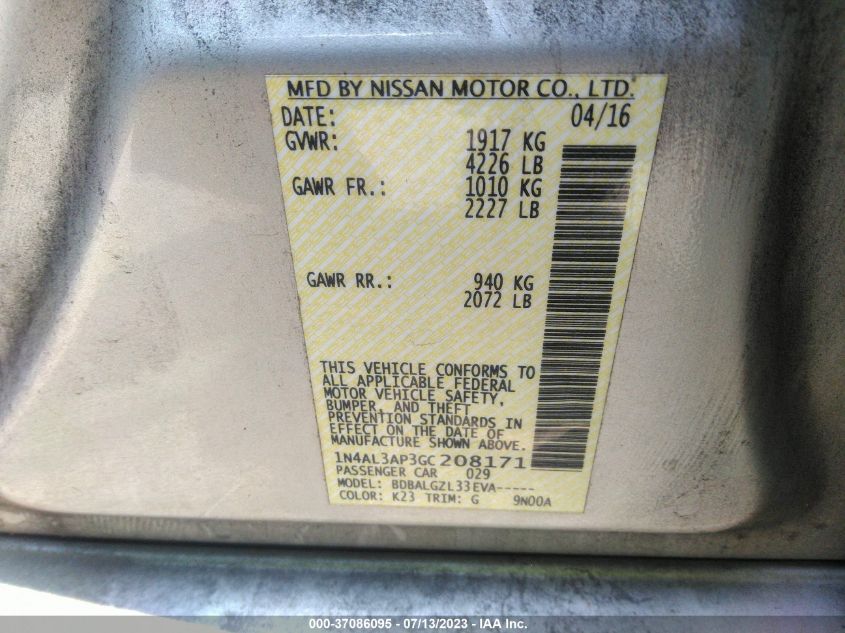 MFD BY NISSAN MOTOR CO., LTD.
DATE: 04/16
GVWR: 1917 KG
4226 LB
GAWR FR.: 1010 KG
2227 LB
GAWR RR.: 940 KG
2072 LB
THIS VEHICLE CONFORMS TO
ALL APPLICABLE FEDERAL
MOTOR VEHICLE SAFETY,
BUMPER, AND THEFT
PREVENTION STANDARDS IN
EFFECT ON THE DATE OF
MANUFACTURE SHOWN ABOVE.
1N4AL3AP3GC208171
PASSENGER CAR 029
MODEL: BDBALGZL33EVA-----
COLOR: K23 TRIM: G 9N00A
000-37086095 - 07/13/2023 - IAA Inc.